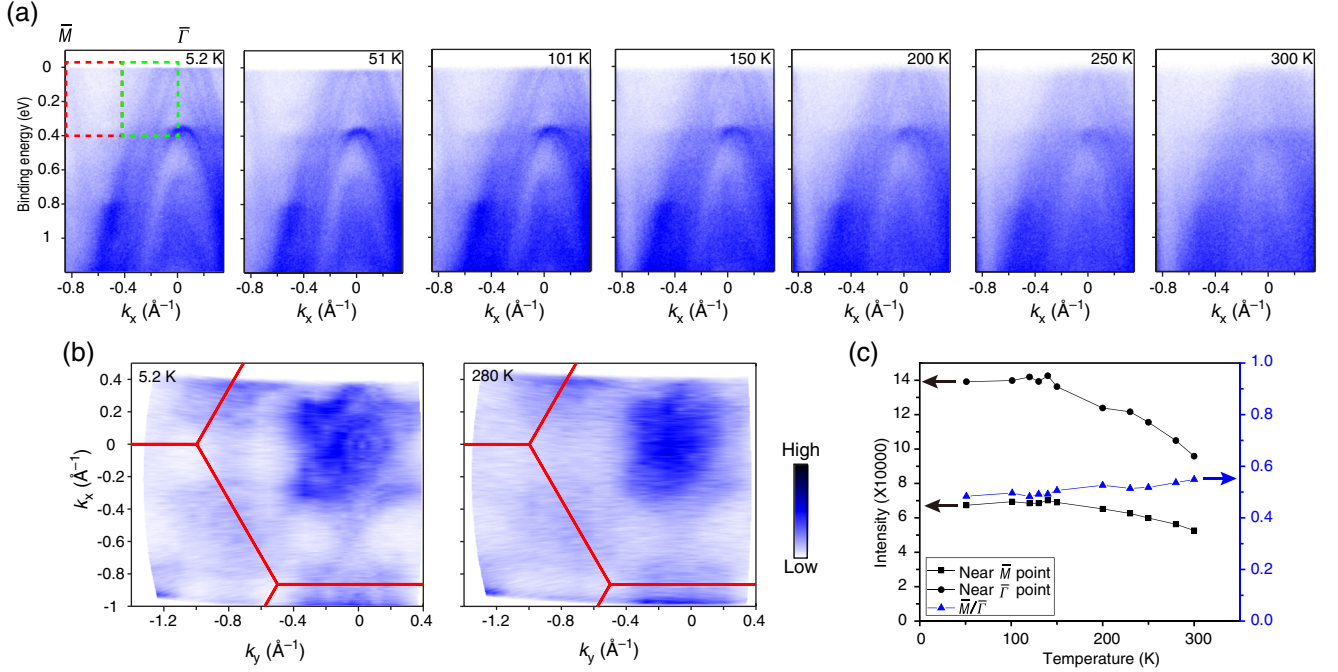 (a)
M̅ Γ̅
5.2 K 51 K 101 K 150 K 200 K 250 K 300 K
Binding energy (eV)
0
0.2
0.4
0.6
0.8
1
-0.8 -0.4 0 -0.8 -0.4 0 -0.8 -0.4 0 -0.8 -0.4 0 -0.8 -0.4 0 -0.8 -0.4 0 -0.8 -0.4 0
kx (Å⁻¹) kx (Å⁻¹) kx (Å⁻¹) kx (Å⁻¹) kx (Å⁻¹) kx (Å⁻¹) kx (Å⁻¹)
(b)
5.2 K 280 K
kx (Å⁻¹)
0.4
0
-0.4
-0.8
-1
-1.2 -0.8 -0.4 0 0.4 -1.2 -0.8 -0.4 0 0.4
ky (Å⁻¹) ky (Å⁻¹)
High
Low
(c)
Intensity (X10000)
14
12
10
8
7
6
4
2
0
1.0
0.8
0.6
0.4
0.2
0.0
Near M̅ point
Near Γ̅ point
M̅/Γ̅
0 100 200 300
Temperature (K)